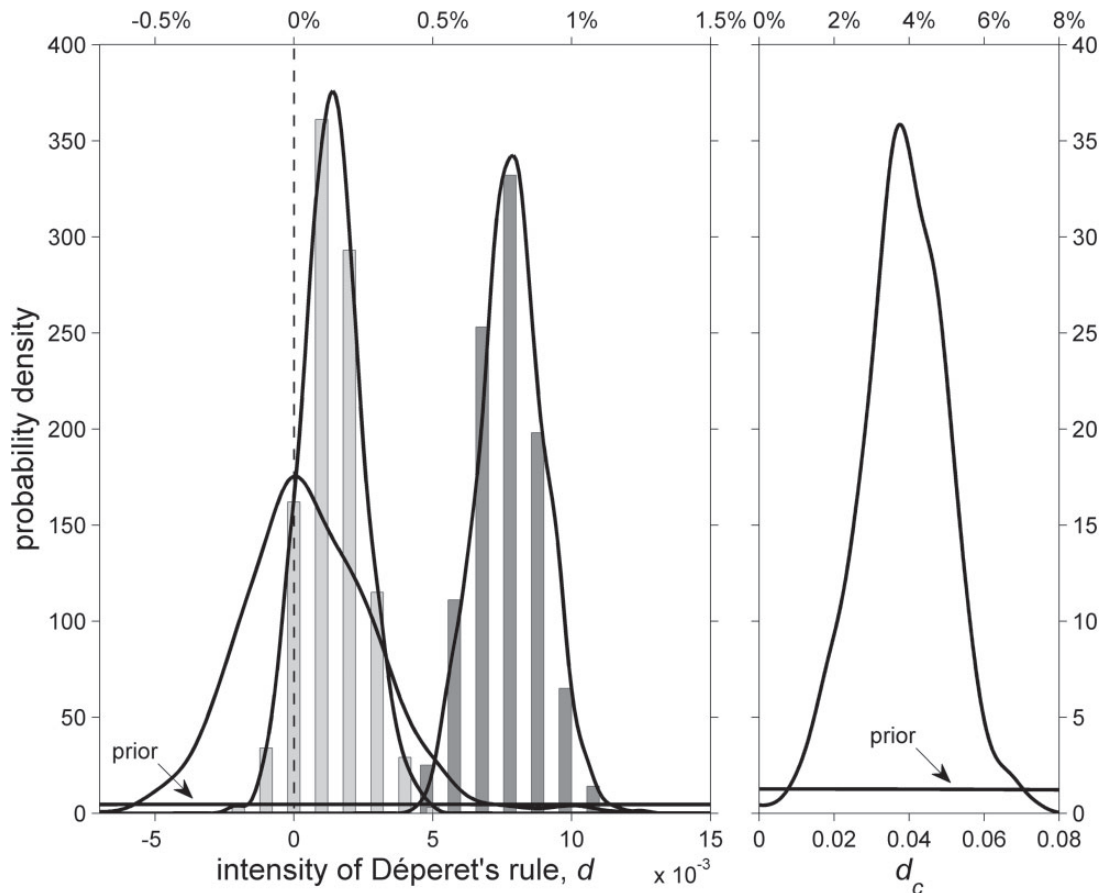 -0.5% 0% 0.5% 1% 1.5% 0% 2% 4% 6% 8%
400 40
350 35
300 30
250 25
200 20
150 15
100 10
50 5
0 0
probability density
prior
prior
-5 0 5 10 15 0 0.02 0.04 0.06 0.08
intensity of Déperet's rule, d x 10-3 dc